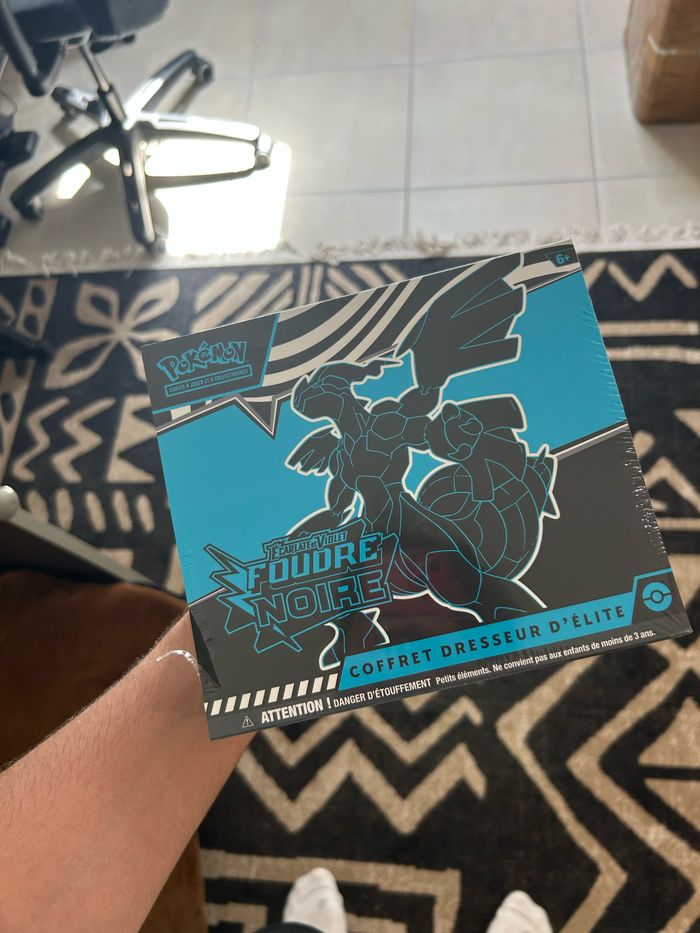 6+
POKÉMON
CARTES À JOUER ET À COLLECTIONNER
ÉCARLATE ET VIOLET
FOUDRE
NOIRE
COFFRET DRESSEUR D'ÉLITE
ATTENTION ! DANGER D'ÉTOUFFEMENT Petits éléments. Ne convient pas aux enfants de moins de 3 ans.